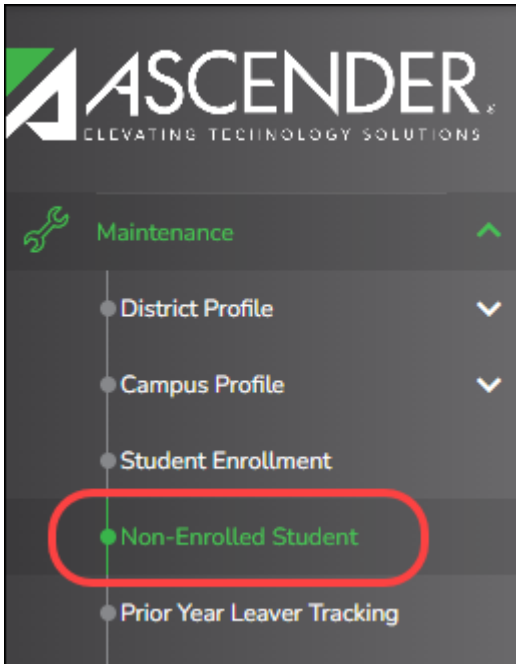 ASCENDER®
ELEVATING TECHNOLOGY SOLUTIONS
Maintenance
District Profile
Campus Profile
Student Enrollment
Non-Enrolled Student
Prior Year Leaver Tracking